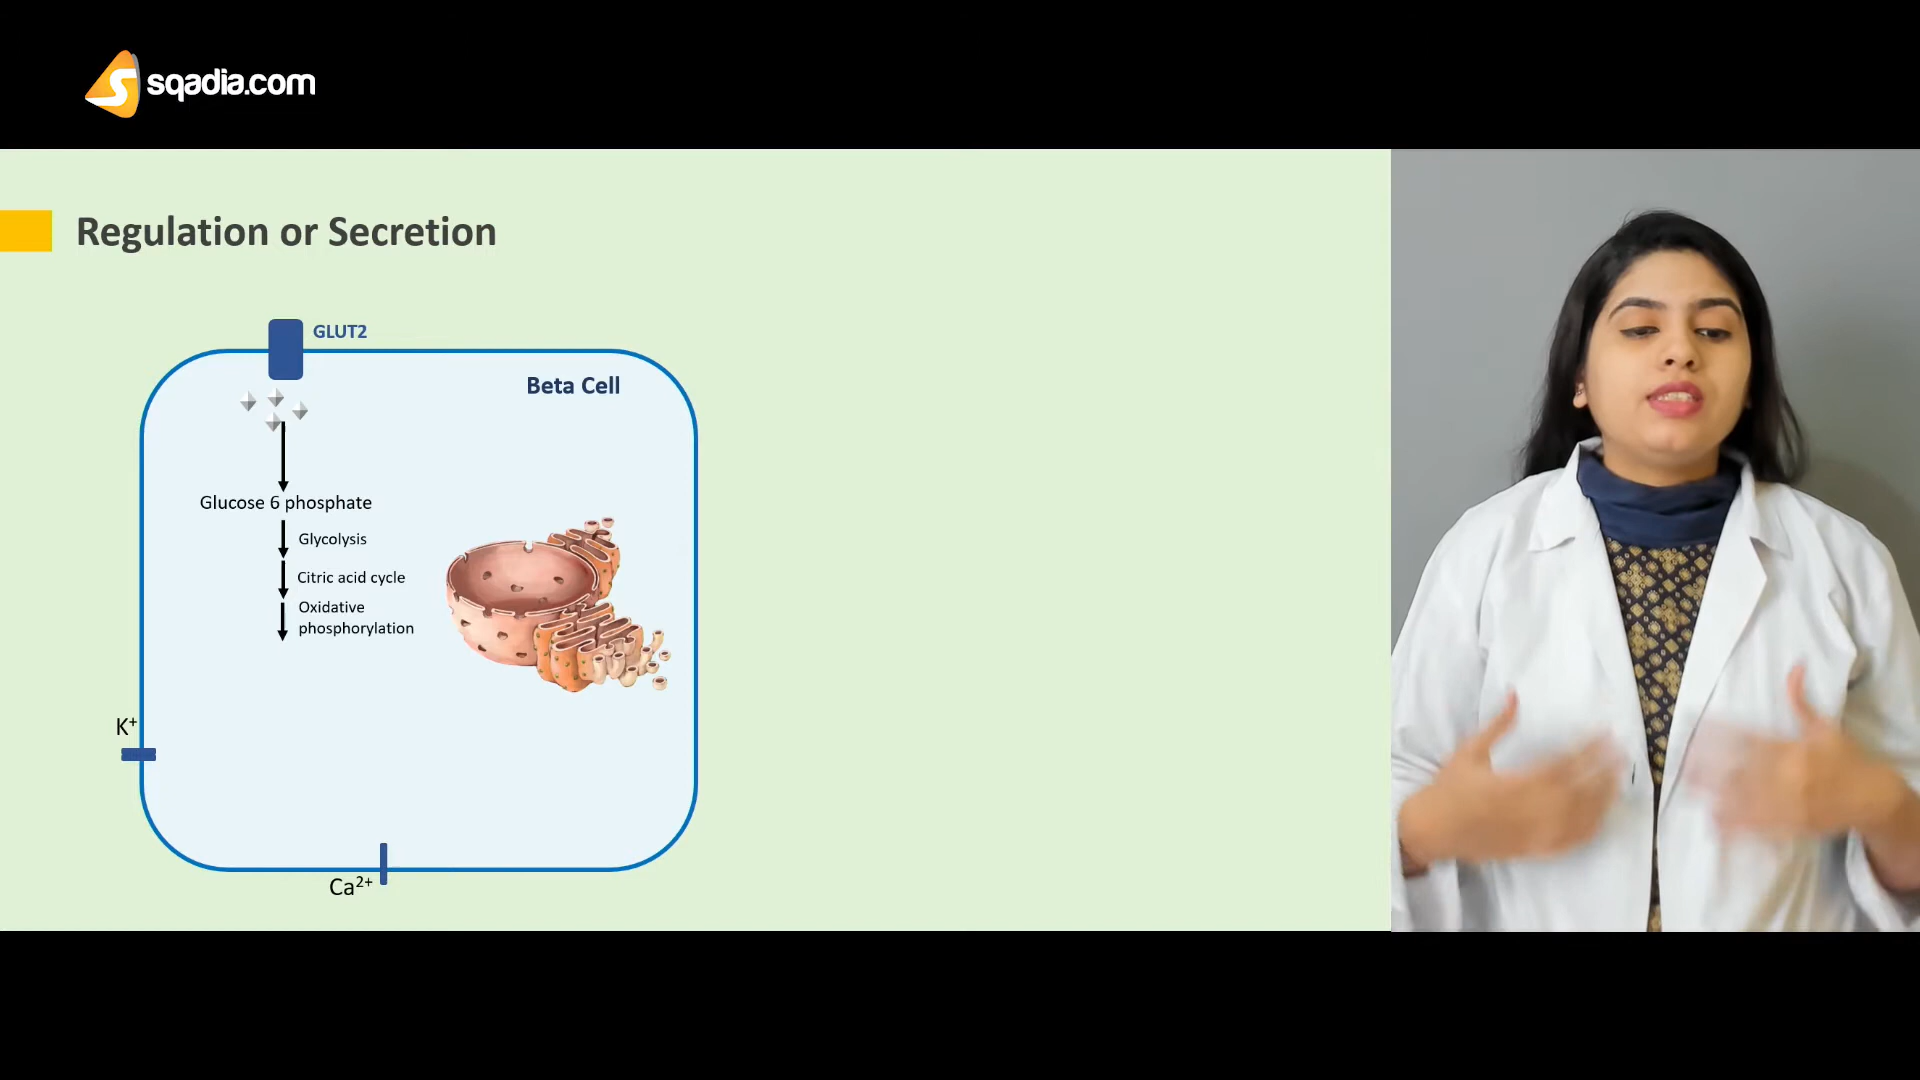 sqadia.com
Regulation or Secretion
GLUT2
Beta Cell
Glucose 6 phosphate
Glycolysis
Citric acid cycle
Oxidative
phosphorylation
K⁺
Ca²⁺